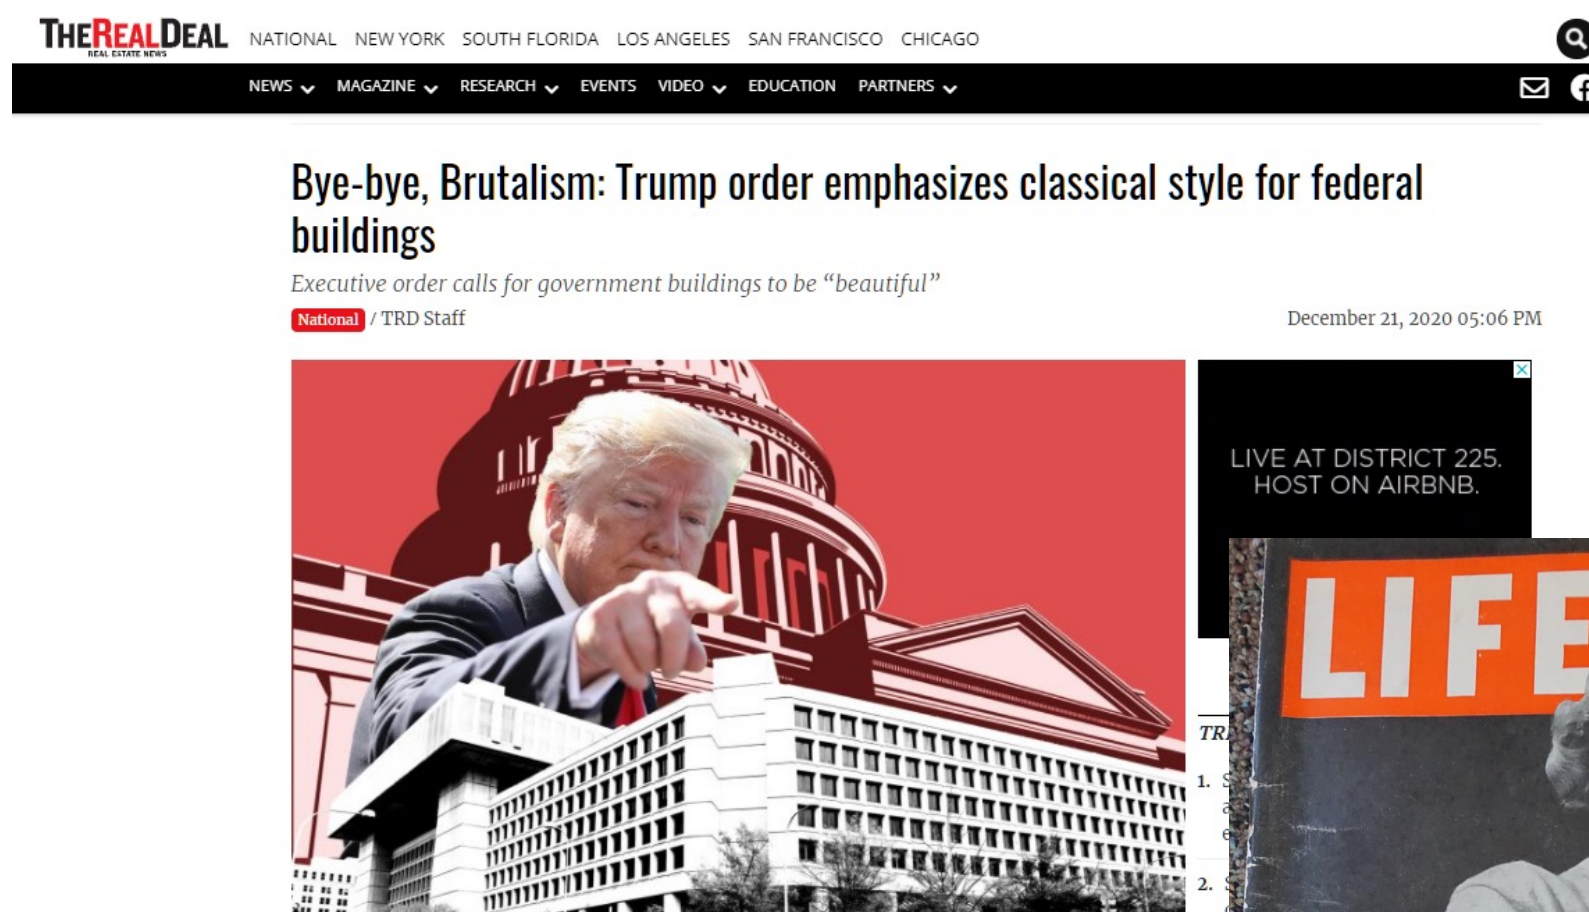 THEREALDEAL
REAL ESTATE NEWS
NATIONAL NEW YORK SOUTH FLORIDA LOS ANGELES SAN FRANCISCO CHICAGO
NEWS MAGAZINE RESEARCH EVENTS VIDEO EDUCATION PARTNERS
Bye-bye, Brutalism: Trump order emphasizes classical style for federal
buildings
Executive order calls for government buildings to be “beautiful”
National / TRD Staff
December 21, 2020 05:06 PM
LIVE AT DISTRICT 225.
HOST ON AIRBNB.
LIFE
1.
2.